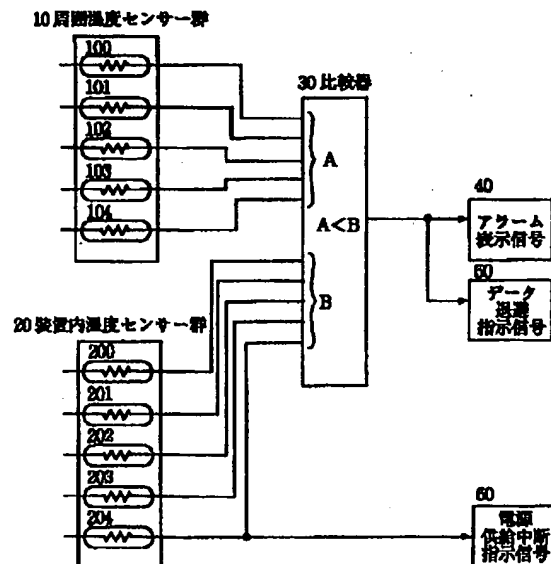 10 周囲温度センサー群
100
101
102
103
104
30 比較器
A
A<B
B
40
アラーム
表示信号
50
データ
退避
指示信号
20 装置内温度センサー群
200
201
202
203
204
60
電源
供給中断
指示信号